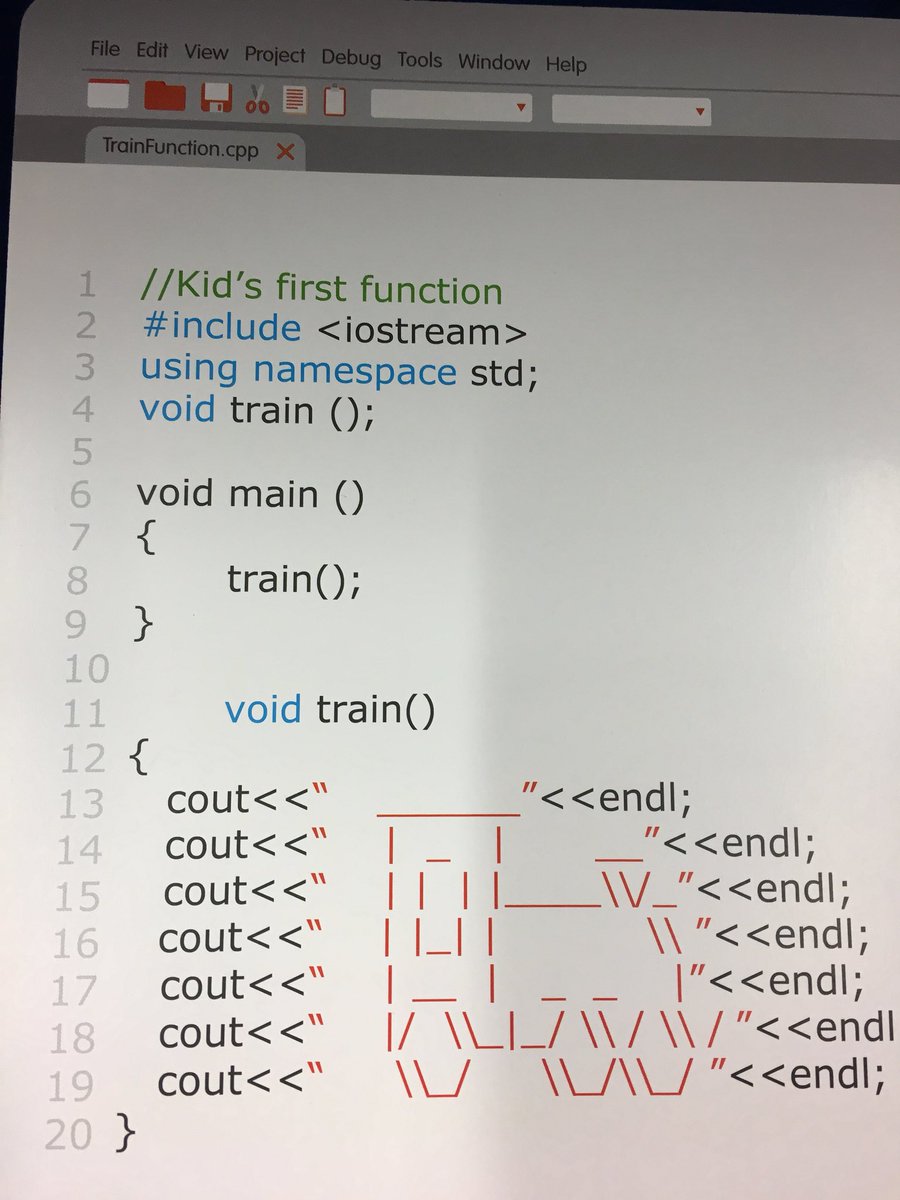 File Edit View Project Debug Tools Window Help
TrainFunction.cpp
1 //Kid’s first function
2 #include <iostream>
3 using namespace std;
4 void train ();
5
6 void main ()
7 {
8 train();
9 }
10
11 void train()
12 {
13 cout<<“   ________”<<endl;
14 cout<<“   |  _  |     __”<<endl;
15 cout<<“   | |  | |_____\\/_”<<endl;
16 cout<<“   | |_| |        \\ ”<<endl;
17 cout<<“   | __  |  _ _   |”<<endl;
18 cout<<“   |/ \\_|_/ \\ / \\ / ”<<endl
19 cout<<“   \\_/   \\_/\\_/ ”<<endl;
20 }